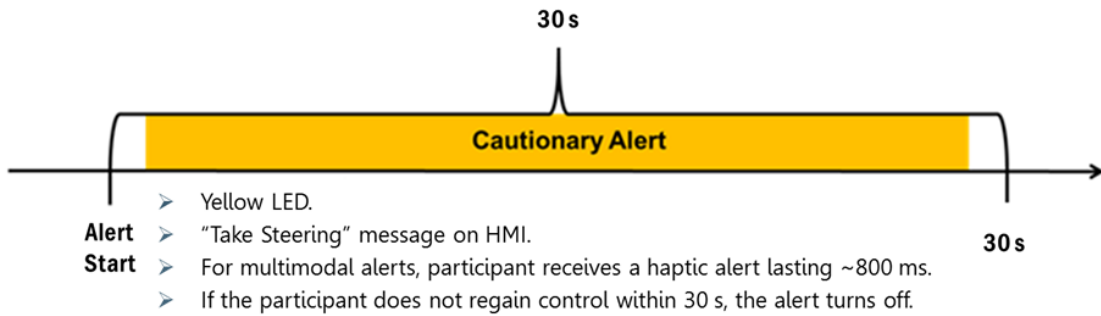 30 s
Cautionary Alert
Alert
Start
➢ Yellow LED.
➢ “Take Steering” message on HMI.
➢ For multimodal alerts, participant receives a haptic alert lasting ~800 ms.
➢ If the participant does not regain control within 30 s, the alert turns off.
30 s